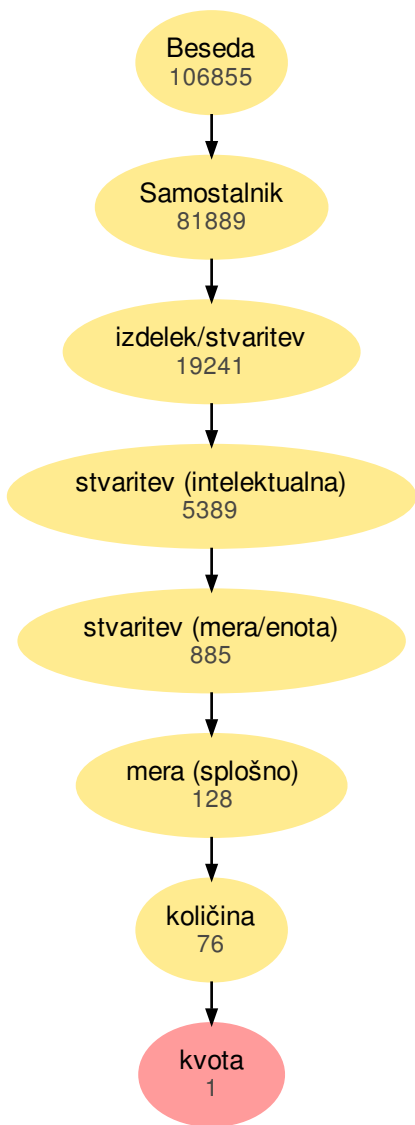 Beseda
106855
Samostalnik
81889
izdelek/stvaritev
19241
stvaritev (intelektualna)
5389
stvaritev (mera/enota)
885
mera (splošno)
128
količina
76
kvota
1